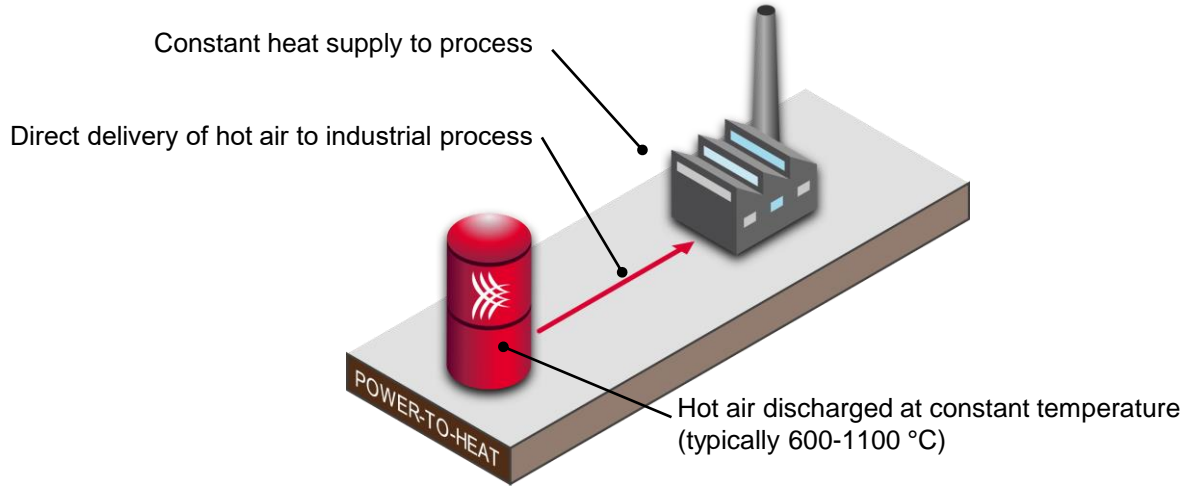 Constant heat supply to process
Direct delivery of hot air to industrial process
POWER-TO-HEAT
Hot air discharged at constant temperature
(typically 600-1100 °C)